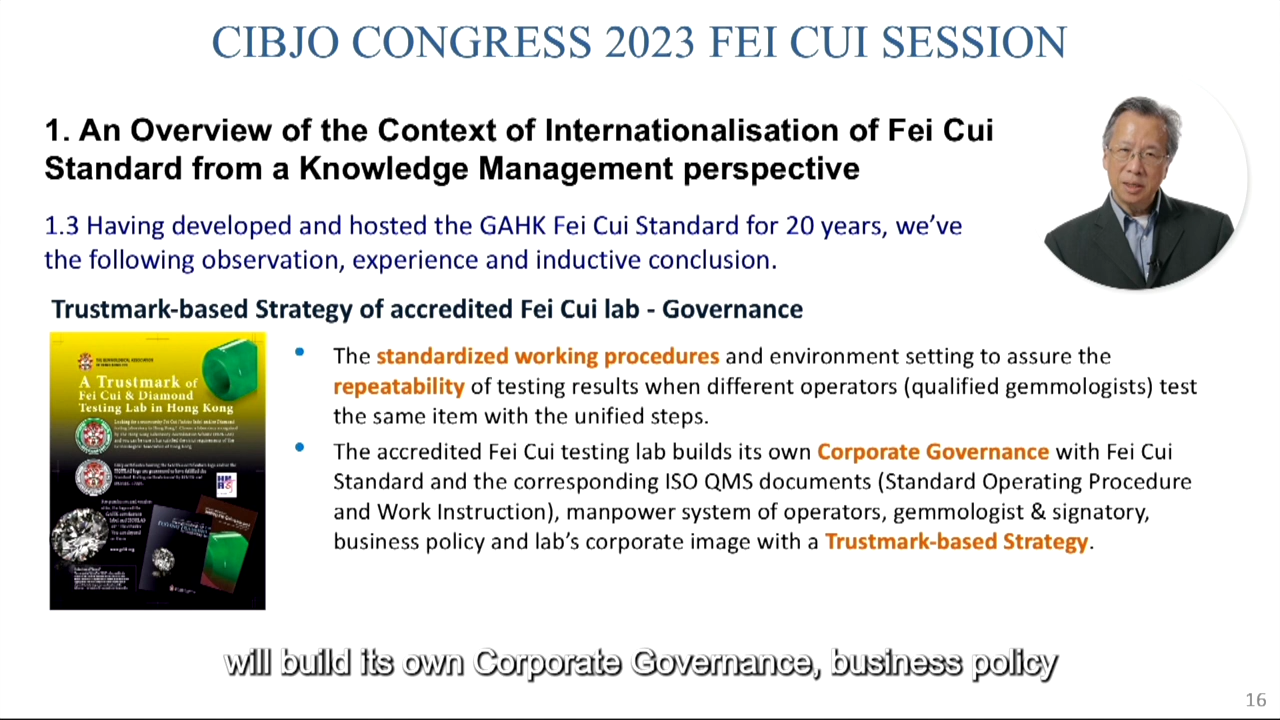 CIBJO CONGRESS 2023 FEI CUI SESSION
1. An Overview of the Context of Internationalisation of Fei Cui
Standard from a Knowledge Management perspective
1.3 Having developed and hosted the GAHK Fei Cui Standard for 20 years, we’ve
the following observation, experience and inductive conclusion.
Trustmark-based Strategy of accredited Fei Cui lab - Governance
A Trustmark of
Fei Cui & Diamond
Testing Lab in Hong Kong
• The standardized working procedures and environment setting to assure the
repeatability of testing results when different operators (qualified gemmologists) test
the same item with the unified steps.
• The accredited Fei Cui testing lab builds its own Corporate Governance with Fei Cui
Standard and the corresponding ISO QMS documents (Standard Operating Procedure
and Work Instruction), manpower system of operators, gemmologist & signatory,
business policy and lab’s corporate image with a Trustmark-based Strategy.
will build its own Corporate Governance, business policy
16